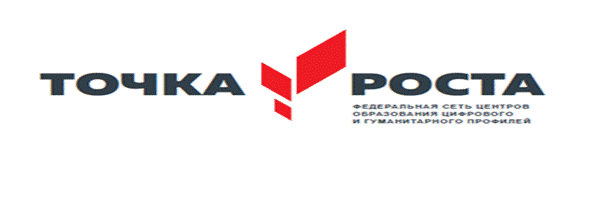 ТОЧКА РОСТА
ФЕДЕРАЛЬНАЯ СЕТЬ ЦЕНТРОВ
ОБРАЗОВАНИЯ ЦИФРОВОГО
И ГУМАНИТАРНОГО ПРОФИЛЕЙ